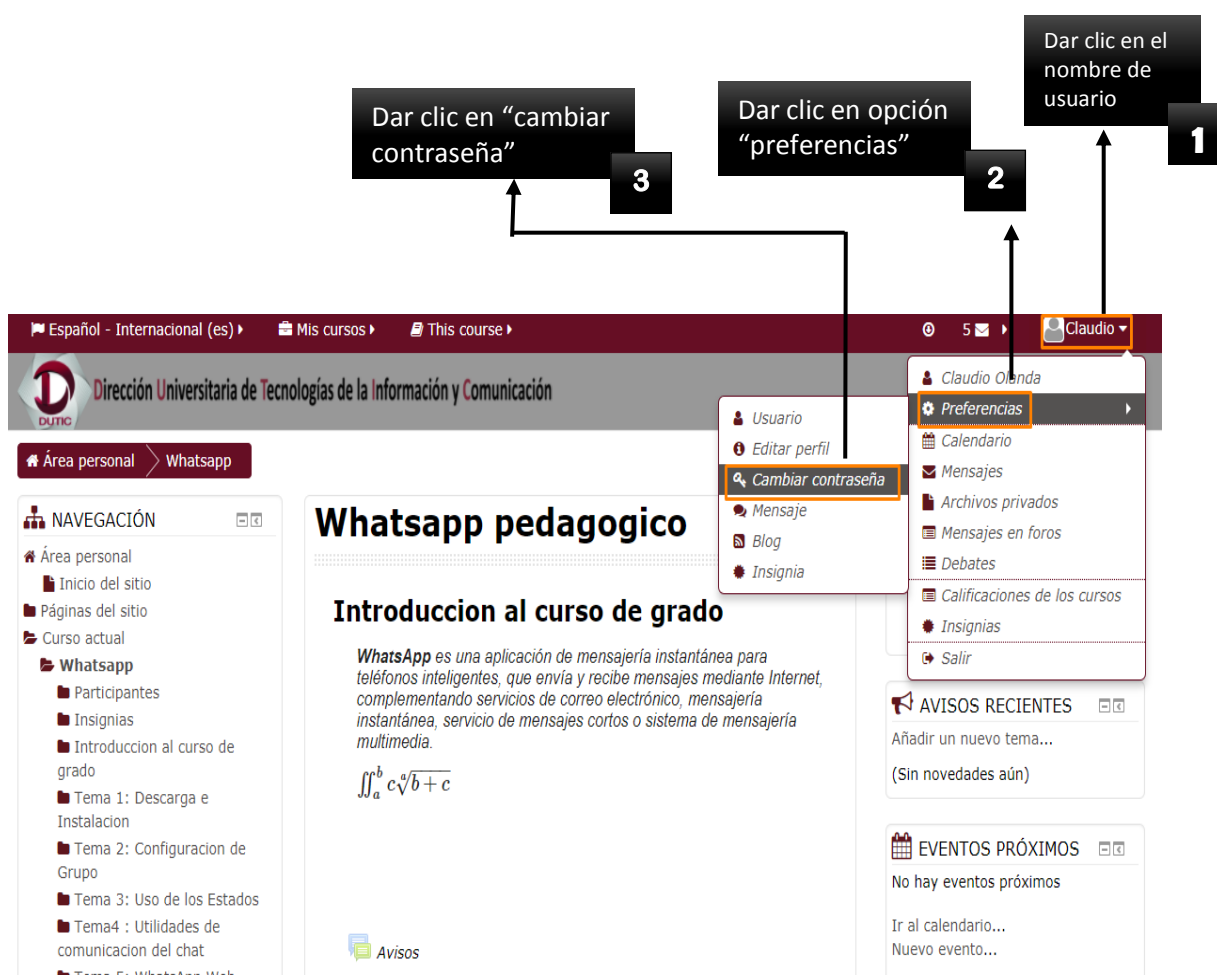 Dar clic en el
nombre de
usuario
1
Dar clic en opción
“preferencias”
2
Dar clic en “cambiar
contraseña”
3
Español - Internacional (es)
Mis cursos
This course
5
Claudio
DUTIC
Dirección Universitaria de Tecnologías de la Información y Comunicación
Claudio Olanda
Preferencias
Calendario
Mensajes
Archivos privados
Mensajes en foros
Debates
Calificaciones de los cursos
Insignias
Salir
Usuario
Editar perfil
Cambiar contraseña
Mensaje
Blog
Insignia
Área personal
Whatsapp
NAVEGACIÓN
Área personal
Inicio del sitio
Páginas del sitio
Curso actual
Whatsapp
Participantes
Insignias
Introduccion al curso de
grado
Tema 1: Descarga e
Instalacion
Tema 2: Configuracion de
Grupo
Tema 3: Uso de los Estados
Tema4 : Utilidades de
comunicacion del chat
Tema 5: WhatsApp Web
Whatsapp pedagogico
Introduccion al curso de grado
WhatsApp es una aplicación de mensajería instantánea para
teléfonos inteligentes, que envía y recibe mensajes mediante Internet,
complementando servicios de correo electrónico, mensajería
instantánea, servicio de mensajes cortos o sistema de mensajería
multimedia.
∬ₐᵇ c ᵃ√(b + c)
Avisos
AVISOS RECIENTES
Añadir un nuevo tema...
(Sin novedades aún)
EVENTOS PRÓXIMOS
No hay eventos próximos
Ir al calendario...
Nuevo evento...